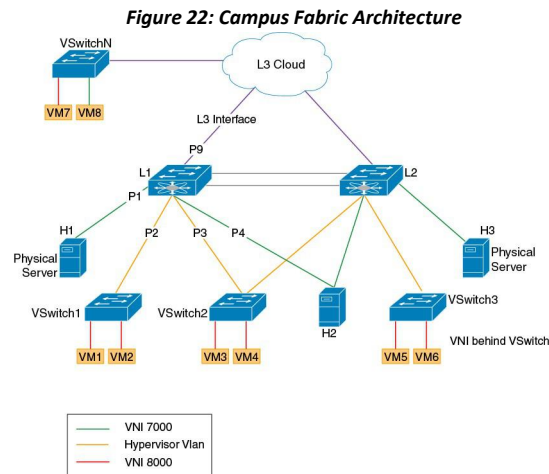 Figure 22: Campus Fabric Architecture
VSwitchN
L3 Cloud
VM7 VM8
L3 Interface
P9
L1
L2
P1
H1
P2
P3
P4
H3
Physical
Server
Physical
Server
VSwitch1
VSwitch2
H2
VSwitch3
VNI behind VSwitch
VM1 VM2
VM3 VM4
VM5 VM6
VNI 7000
Hypervisor Vlan
VNI 8000